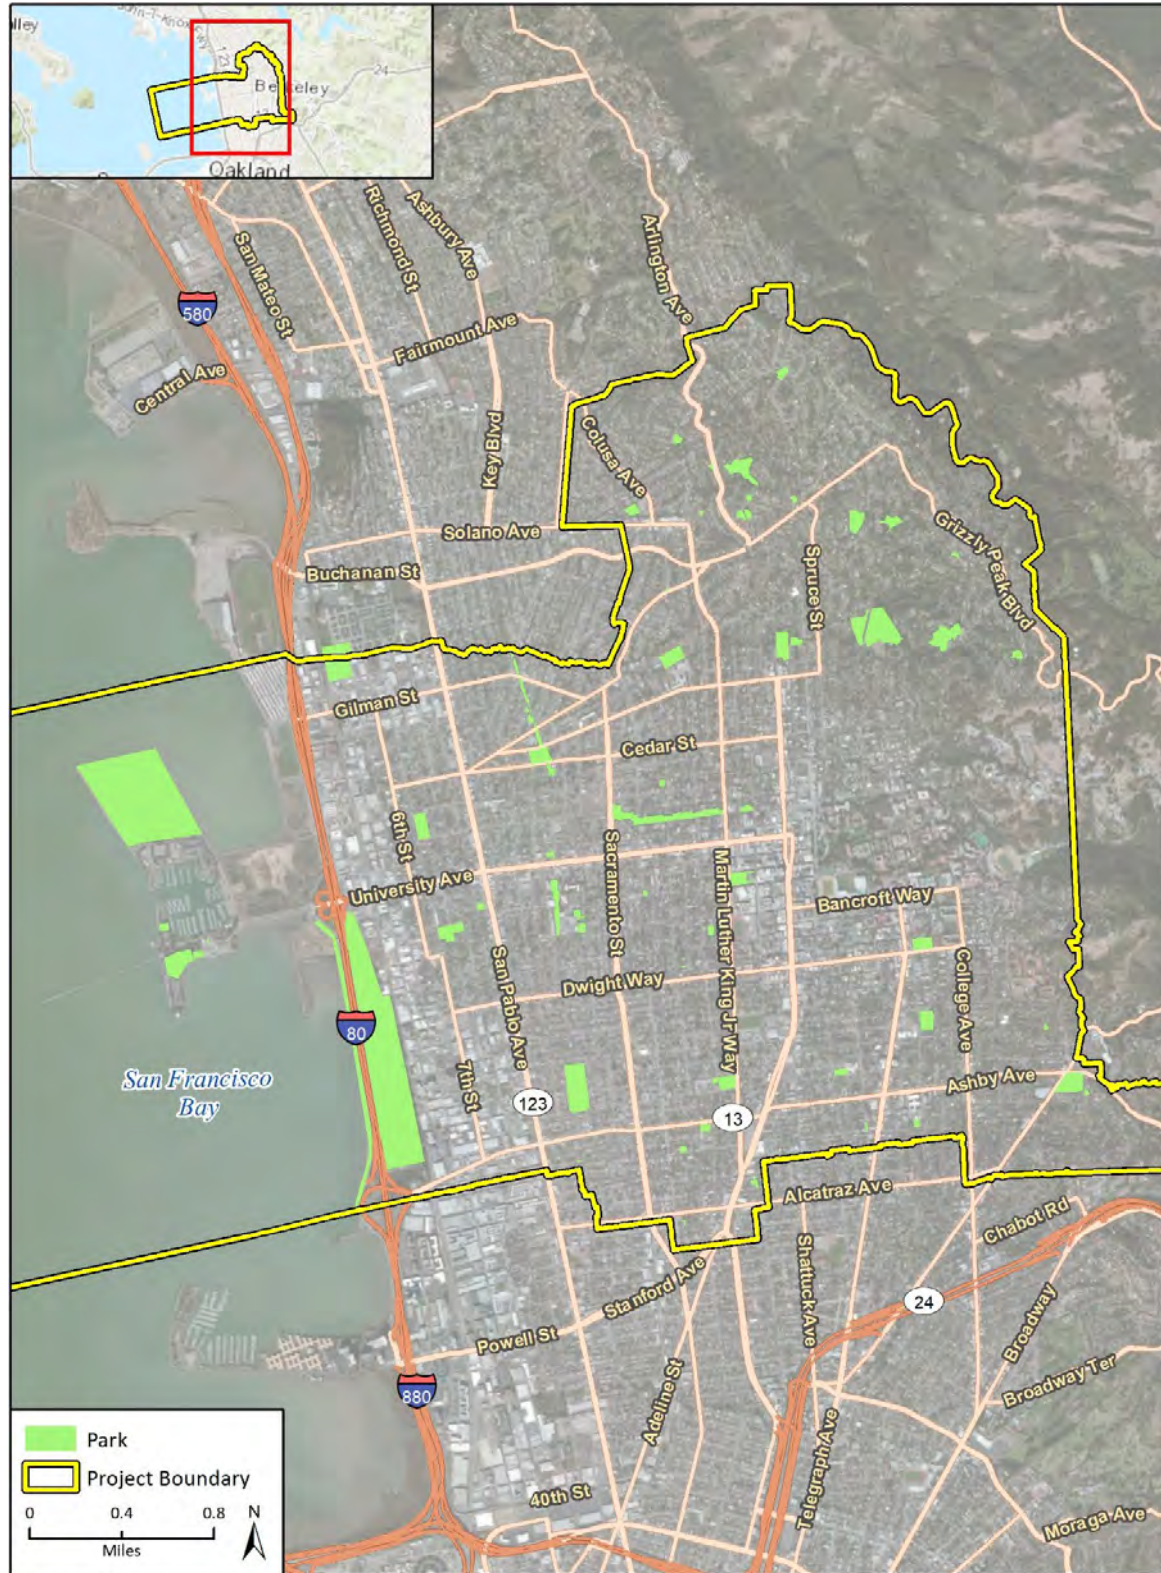 lley
John-T-Knox Fwy
123
24
Berkeley
Oakland
Ashbury Ave
Richmond St
San Mateo St
Arlington Ave
580
Fairmount Ave
Central Ave
Key Blvd
Colusa Ave
Solano Ave
Buchanan St
Spruce St
Grizzly Peak Blvd
Gilman St
Cedar St
6th St
Sacramento St
Martin Luther King Jr Way
University Ave
Bancroft Way
San Pablo Ave
Dwight Way
College Ave
80
San Francisco
Bay
7th St
123
13
Ashby Ave
Alcatraz Ave
Chabot Rd
Shattuck Ave
Stanford Ave
24
Powell St
Broadway
Broadway Ter
880
Adeline St
Telegraph Ave
40th St
Moraga Ave
Park
Project Boundary
0 0.4 0.8
Miles
N